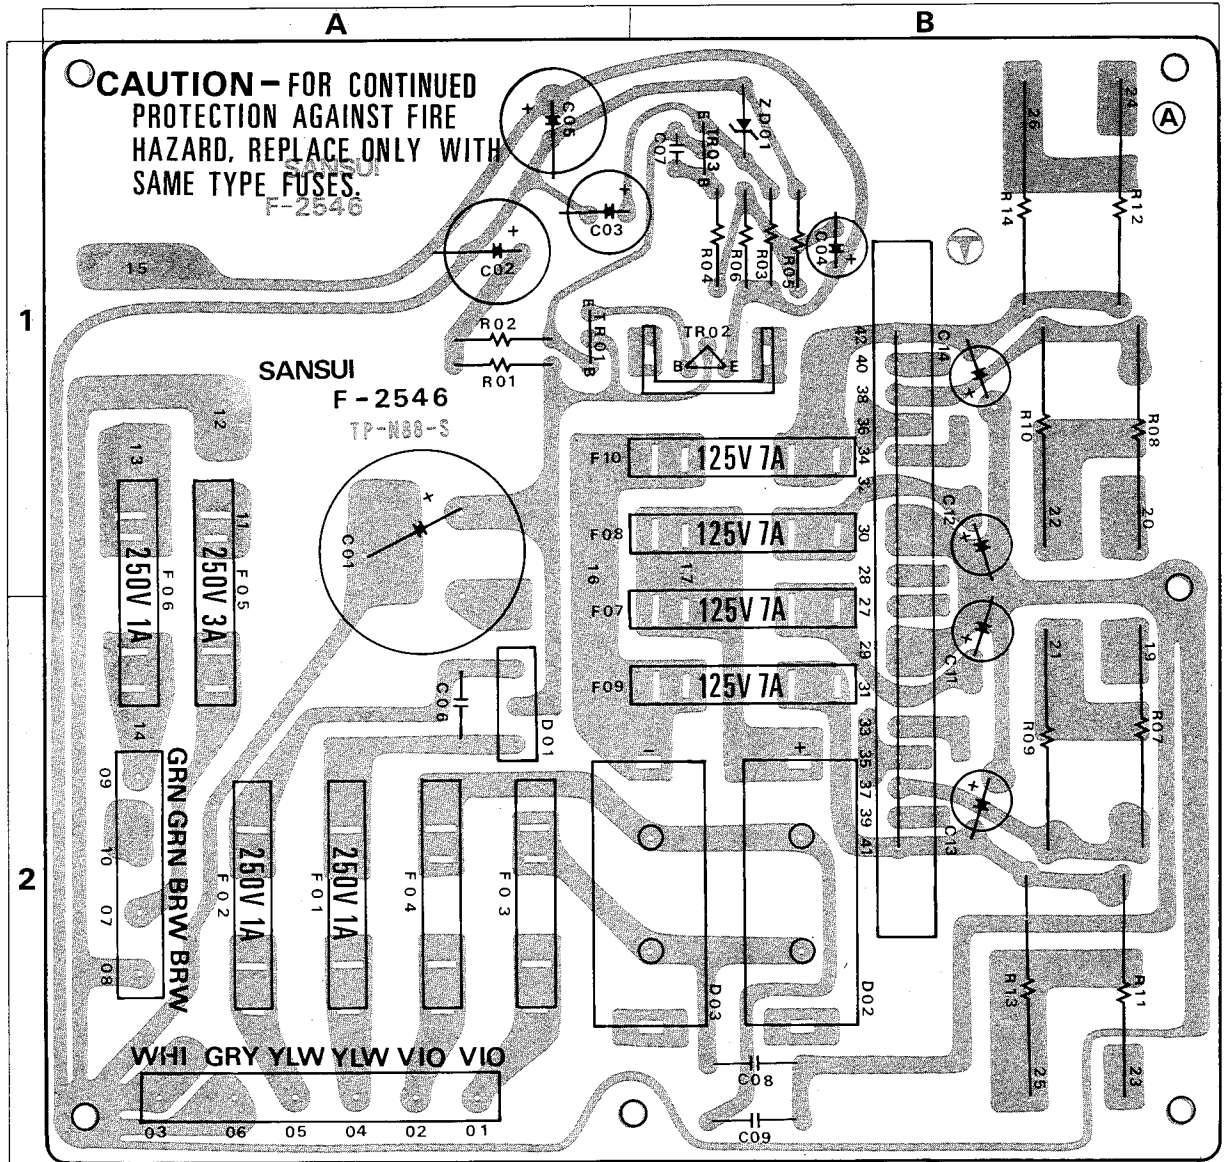 A B
CAUTION – FOR CONTINUED
PROTECTION AGAINST FIRE
HAZARD, REPLACE ONLY WITH
SAME TYPE FUSES.
SANSUI
F-2546
C05
C07
E TR03 B
ZD01
26
24
A
R14
R12
C03
C02
R04
R06
R03
R05
C04
15
1
R02
R01
E TR01 B
TR02
B E
SANSUI
F-2546
TP-N88-S
42
40
38
36
34
32
30
28
27
29
31
33
35
37
39
41
C14
C12
C11
C13
R10
R08
22
20
12
13
11
F10 125V 7A
F08 125V 7A
16 17
F07 125V 7A
F09 125V 7A
C01
250V 1A
F06
250V 3A
F05
21
19
R09
R07
C06
D01
14
2
09
10
07
08
GRN GRN BRW BRW
F02
250V 1A
F01
250V 1A
F04
F03
– +
D03
D02
R13
R11
25
23
WHI GRY YLW YLW VIO VIO
03 06 05 04 02 01
C08
C09